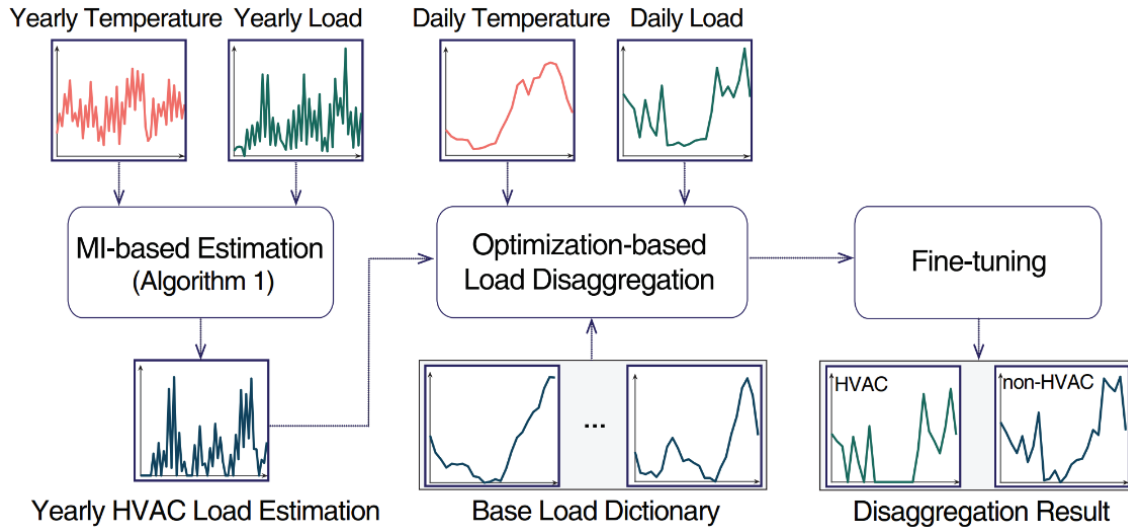 Yearly Temperature
Yearly Load
Daily Temperature
Daily Load
MI-based Estimation
(Algorithm 1)
Optimization-based
Load Disaggregation
Fine-tuning
...
HVAC
non-HVAC
Yearly HVAC Load Estimation
Base Load Dictionary
Disaggregation Result